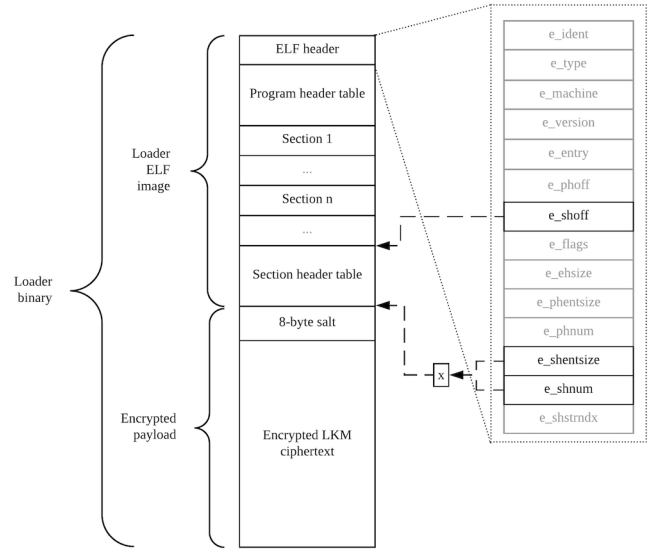 ELF header
Program header table
Section 1
...
Section n
...
Section header table
8-byte salt
Encrypted LKM
ciphertext
Loader
ELF
image
Loader
binary
Encrypted
payload
x
e_ident
e_type
e_machine
e_version
e_entry
e_phoff
e_shoff
e_flags
e_ehsize
e_phentsize
e_phnum
e_shentsize
e_shnum
e_shstrndx